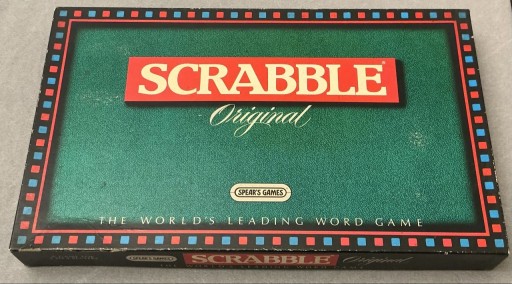 SCRABBLE®
Original
SPEAR'S GAMES
THE WORLD'S LEADING WORD GAME
SPEAR'S GAMES
SCRABBLE Original